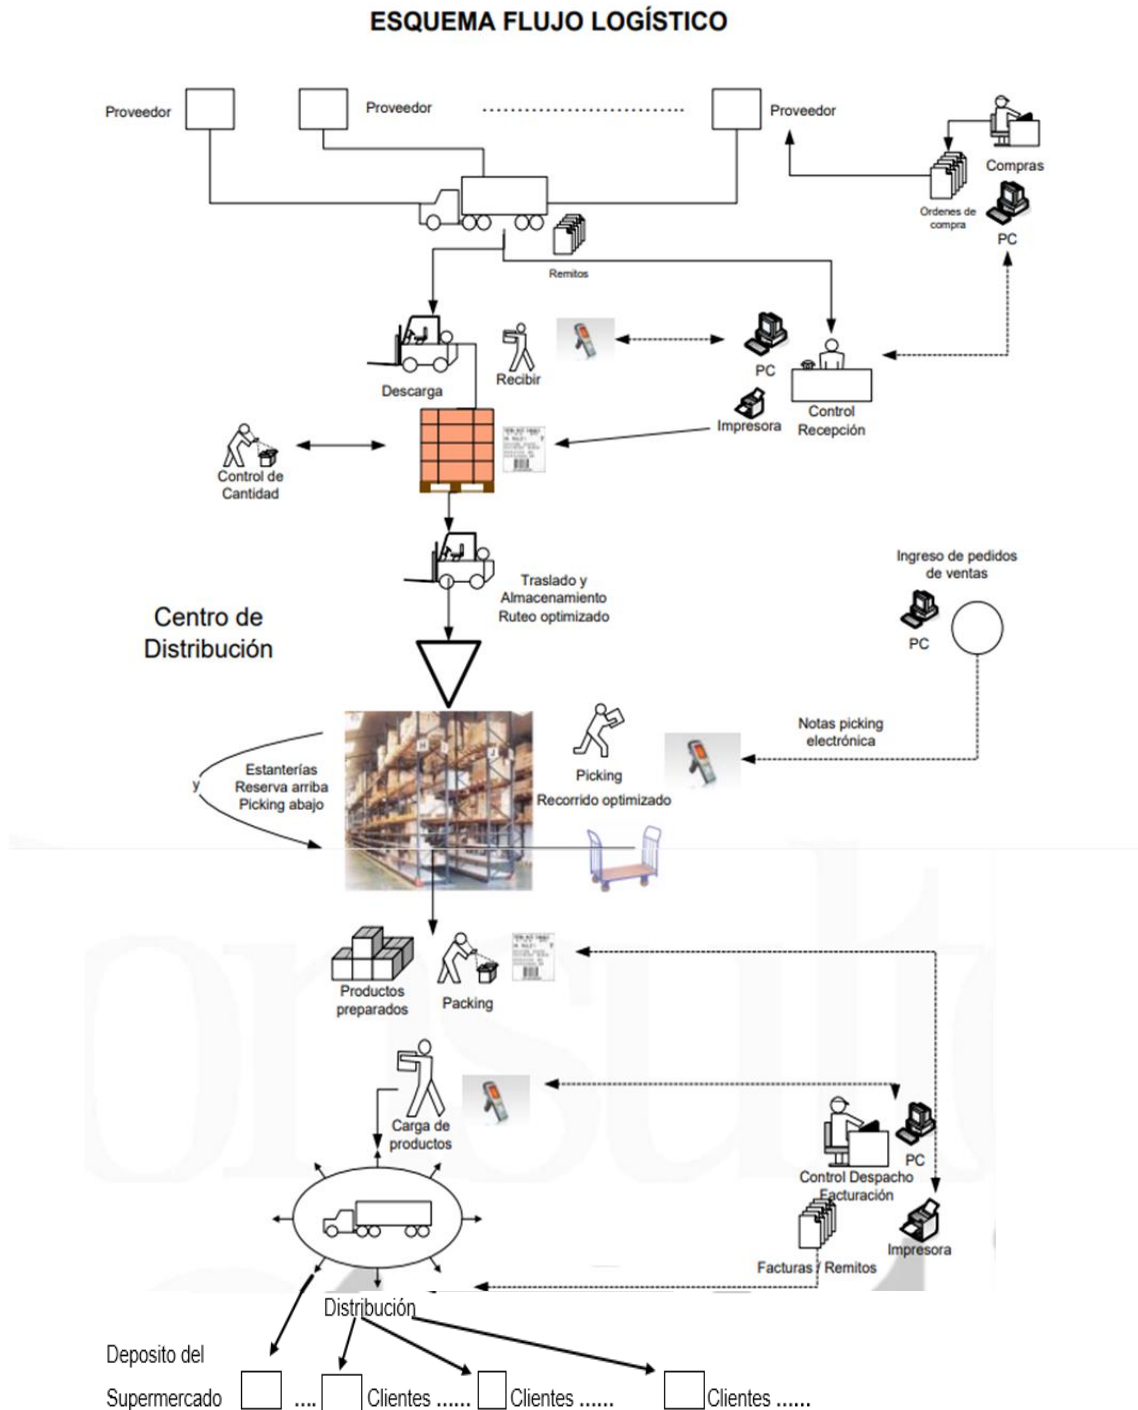 ESQUEMA FLUJO LOGÍSTICO
Proveedor
Proveedor
Proveedor
Compras
Ordenes de
compra
PC
Remitos
Descarga
Recibir
PC
Impresora
Control
Recepción
Control de
Cantidad
Traslado y
Almacenamiento
Ruteo optimizado
Ingreso de pedidos
de ventas
PC
Centro de
Distribución
Notas picking
electrónica
Picking
Recorrido optimizado
y
Estanterías
Reserva arriba
Picking abajo
H
J
Productos
preparados
Packing
Carga de
productos
PC
Control Despacho
Facturación
Impresora
Facturas / Remitos
Distribución
Deposito del
Supermercado .... Clientes ...... Clientes ...... Clientes ......